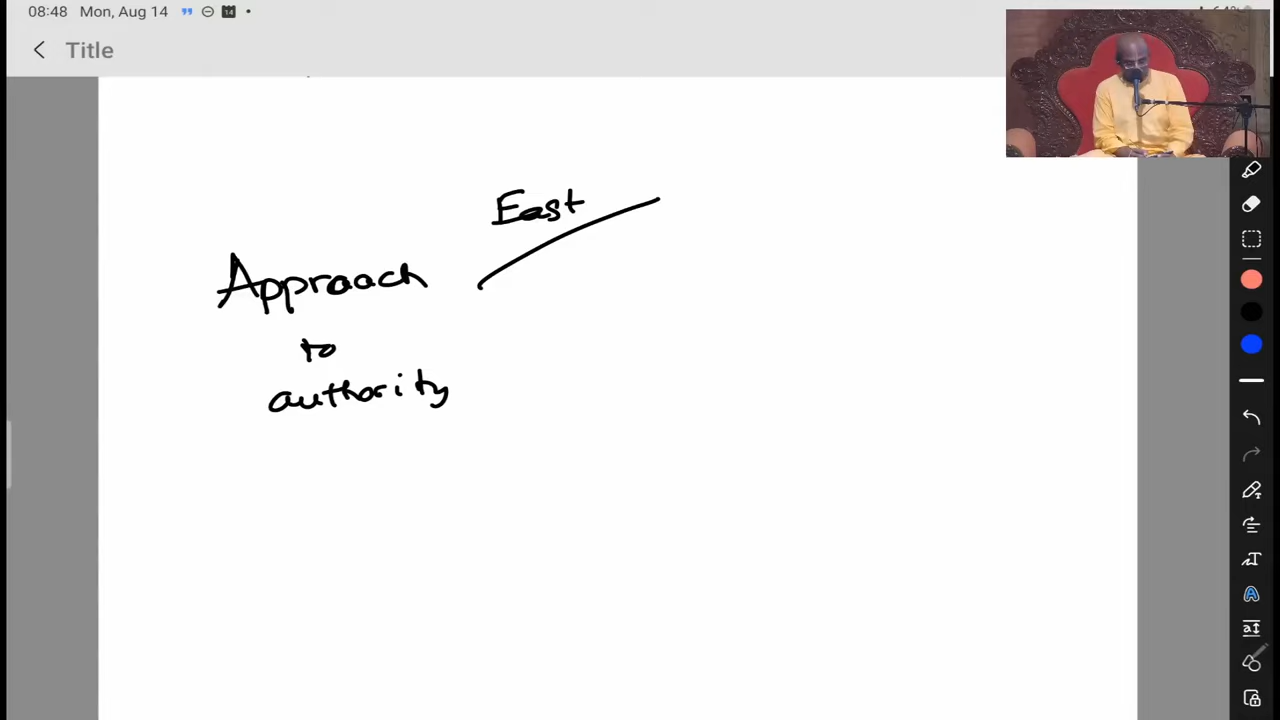 08:48 Mon, Aug 14
Title
East
Approach
to
authority